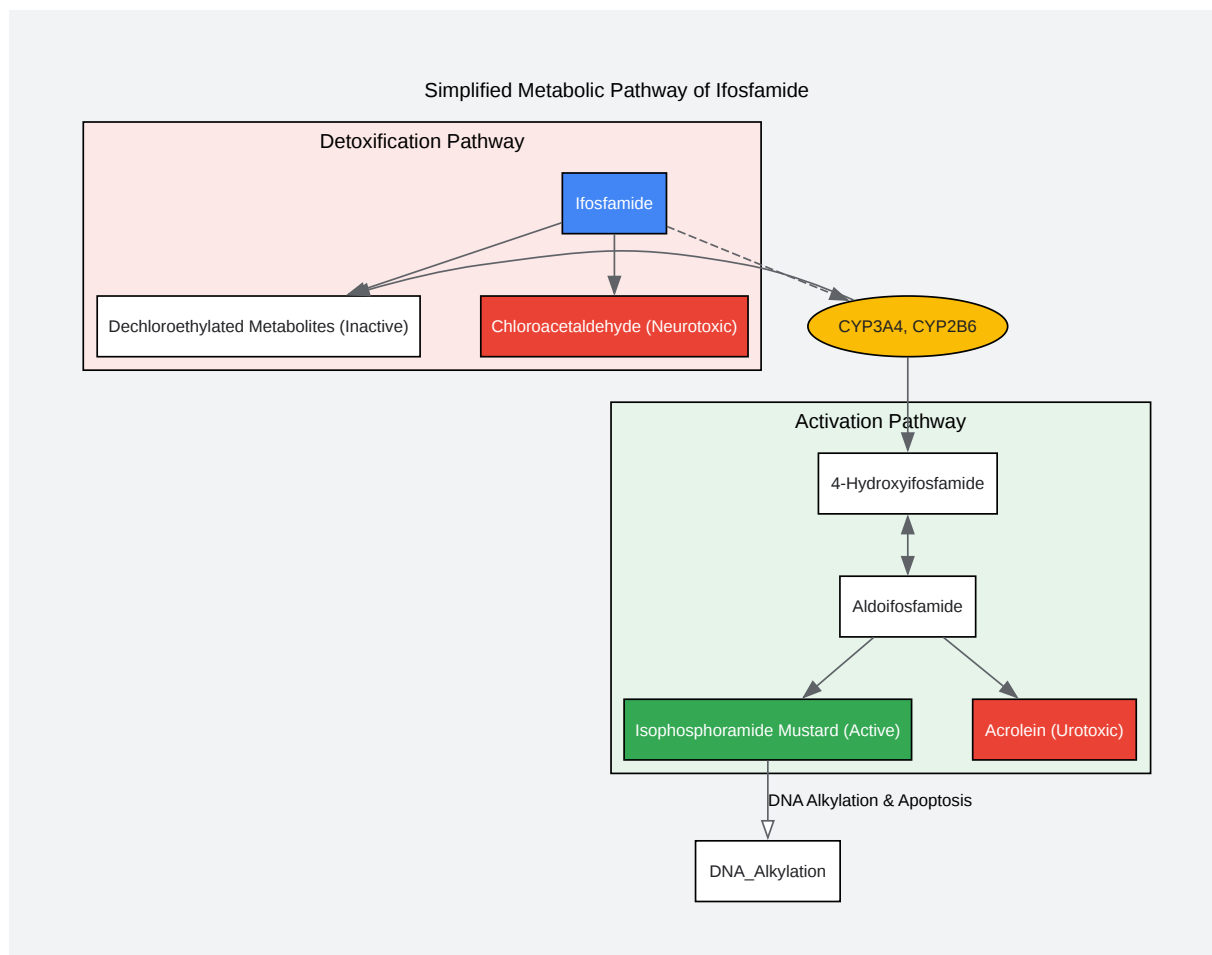 Simplified Metabolic Pathway of Ifosfamide
Detoxification Pathway
Ifosfamide
Dechloroethylated Metabolites (Inactive)
Chloroacetaldehyde (Neurotoxic)
CYP3A4, CYP2B6
Activation Pathway
4-Hydroxyifosfamide
Aldoifosfamide
Isophosphoramide Mustard (Active)
Acrolein (Urotoxic)
DNA Alkylation & Apoptosis
DNA_Alkylation